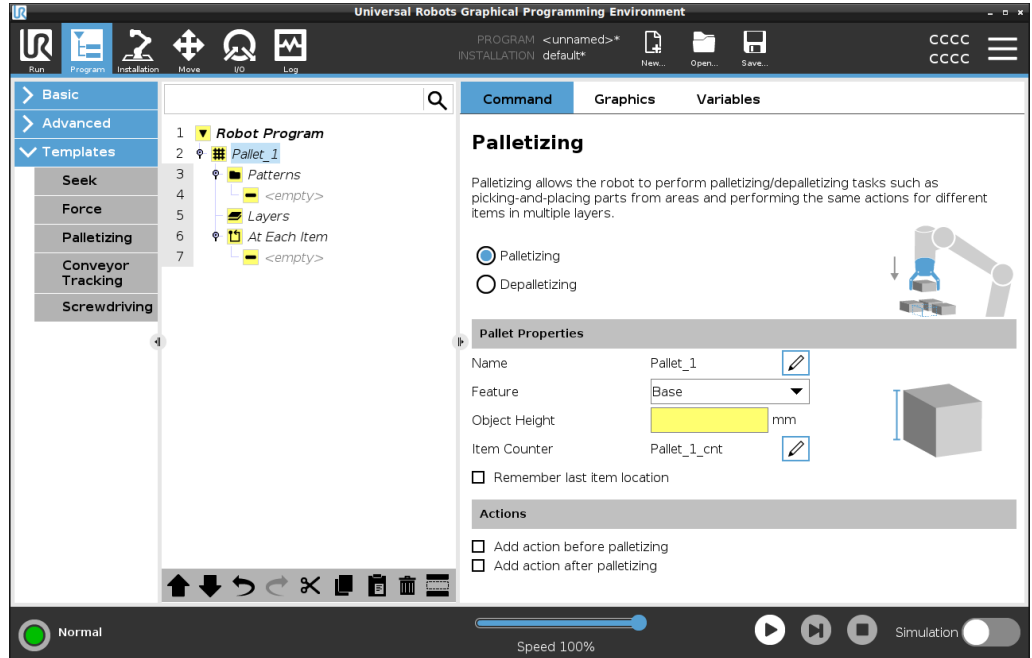 Universal Robots Graphical Programming Environment
UR
Run
Program
Installation
Move
I/O
Log
PROGRAM <unnamed>*
INSTALLATION default*
New...
Open...
Save...
CCCC
CCCC
Basic
Advanced
Templates
Seek
Force
Palletizing
Conveyor
Tracking
Screwdriving
1 Robot Program
2 Pallet_1
3 Patterns
4 <empty>
5 Layers
6 At Each Item
7 <empty>
Command Graphics Variables
Palletizing
Palletizing allows the robot to perform palletizing/depalletizing tasks such as
picking-and-placing parts from areas and performing the same actions for different
items in multiple layers.
Palletizing
Depalletizing
Pallet Properties
Name Pallet_1
Feature Base
Object Height mm
Item Counter Pallet_1_cnt
Remember last item location
Actions
Add action before palletizing
Add action after palletizing
Normal
Speed 100%
Simulation